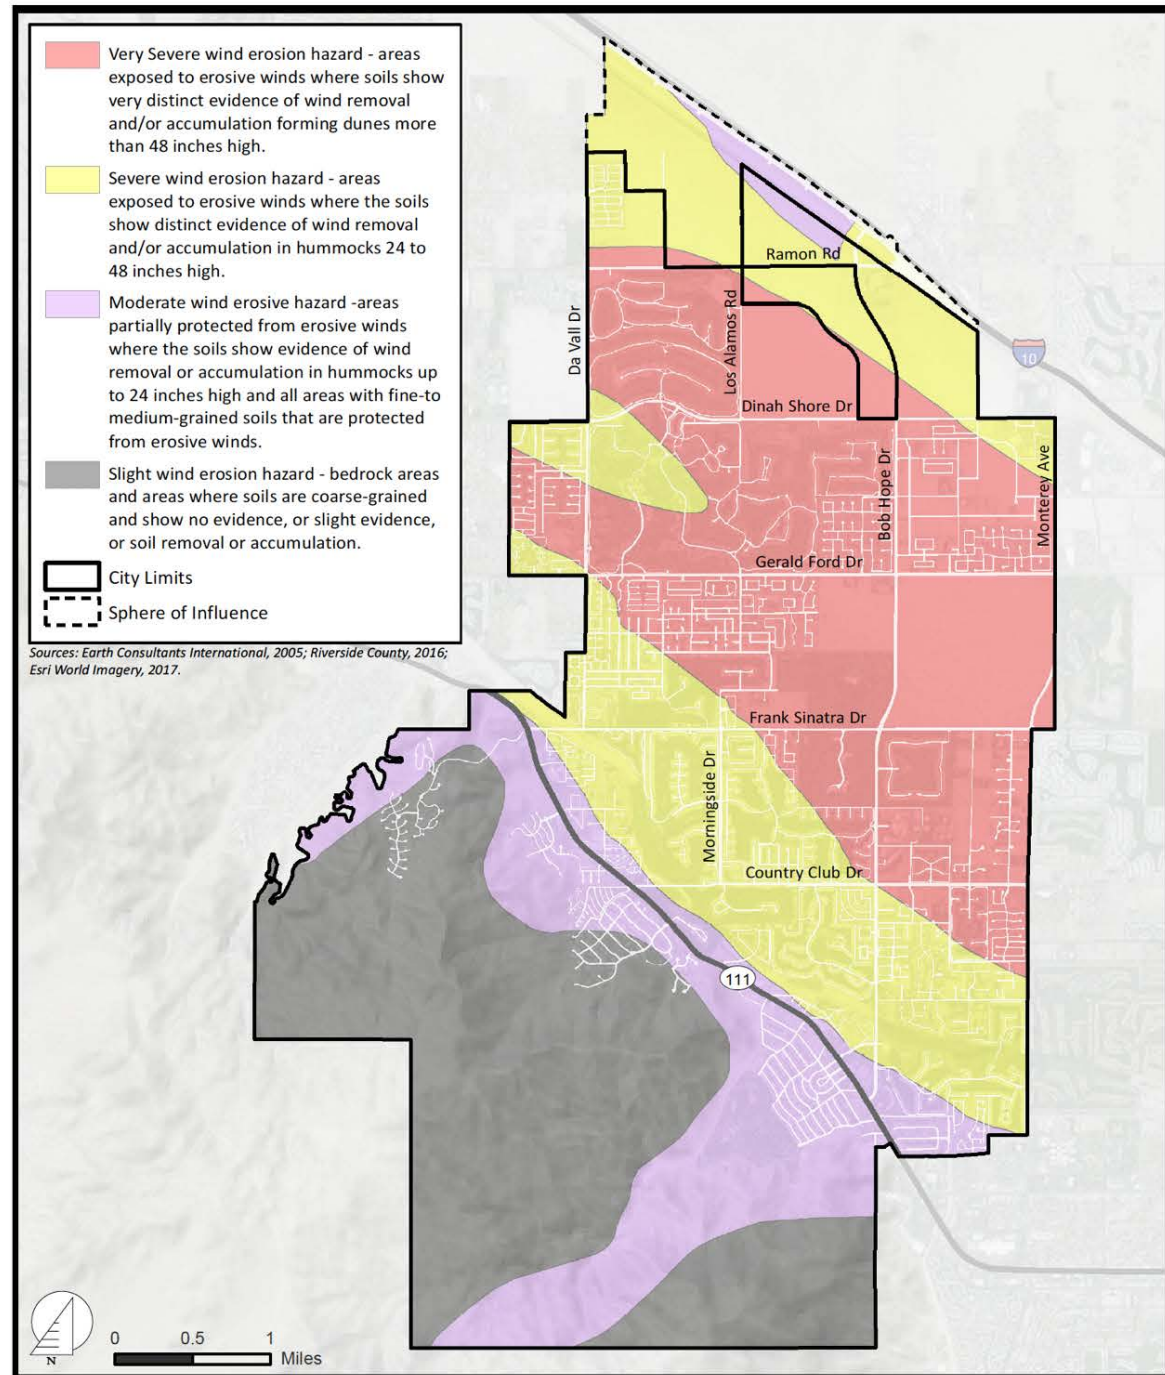 Very Severe wind erosion hazard - areas
exposed to erosive winds where soils show
very distinct evidence of wind removal
and/or accumulation forming dunes more
than 48 inches high.
Severe wind erosion hazard - areas
exposed to erosive winds where the soils
show distinct evidence of wind removal
and/or accumulation in hummocks 24 to
48 inches high.
Moderate wind erosive hazard -areas
partially protected from erosive winds
where the soils show evidence of wind
removal or accumulation in hummocks up
to 24 inches high and all areas with fine-to
medium-grained soils that are protected
from erosive winds.
Slight wind erosion hazard - bedrock areas
and areas where soils are coarse-grained
and show no evidence, or slight evidence,
or soil removal or accumulation.
City Limits
Sphere of Influence
Sources: Earth Consultants International, 2005; Riverside County, 2016;
Esri World Imagery, 2017.
Ramon Rd
Da Vall Dr
Los Alamos Rd
10
Dinah Shore Dr
Bob Hope Dr
Monterey Ave
Gerald Ford Dr
Frank Sinatra Dr
Morningside Dr
Country Club Dr
111
N
0 0.5 1
Miles